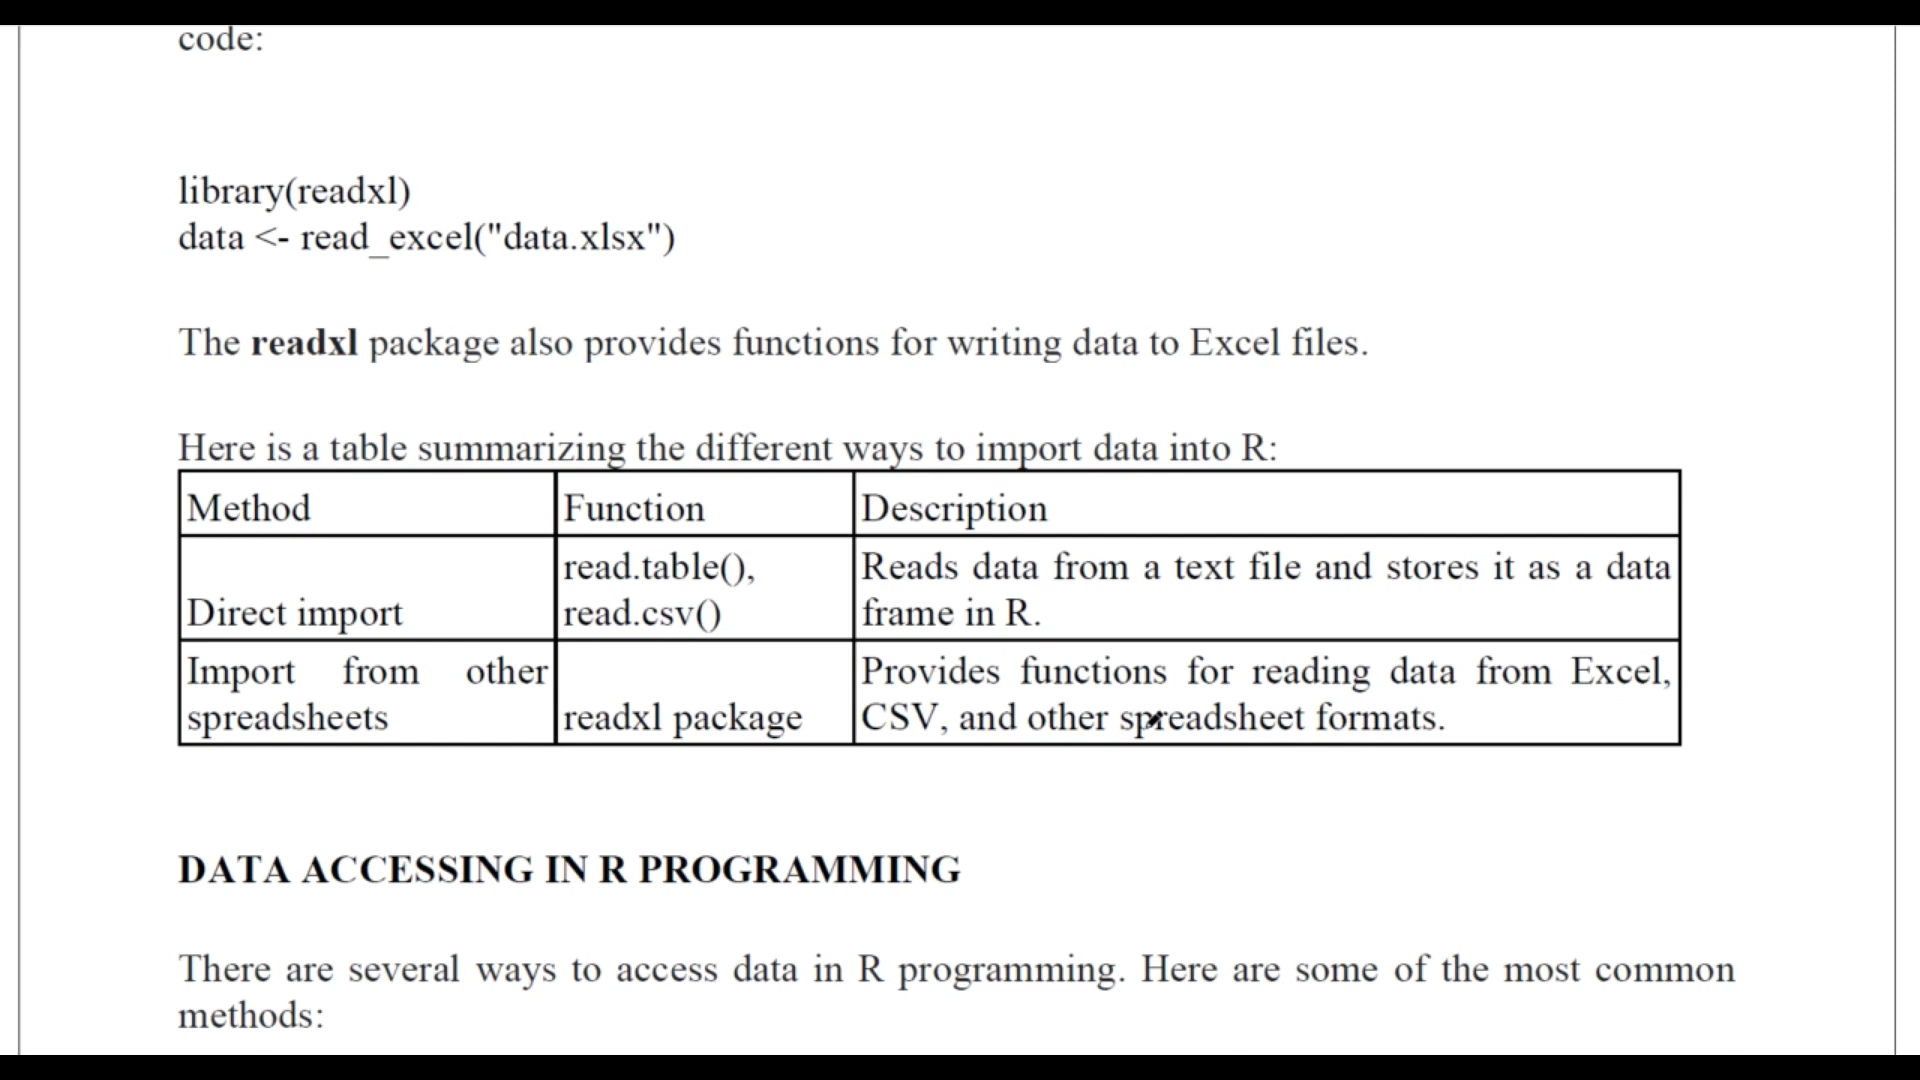 code:
library(readxl)
data <- read_excel("data.xlsx")
The readxl package also provides functions for writing data to Excel files.
Here is a table summarizing the different ways to import data into R:
Method
Function
Description
Direct import
read.table(),
read.csv()
Reads data from a text file and stores it as a data
frame in R.
Import from other
spreadsheets
readxl package
Provides functions for reading data from Excel,
CSV, and other spreadsheet formats.
DATA ACCESSING IN R PROGRAMMING
There are several ways to access data in R programming. Here are some of the most common
methods: